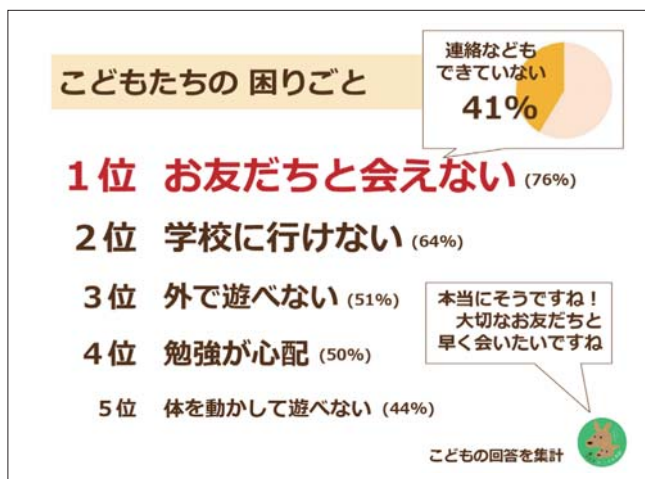 こどもたちの 困りごと
連絡なども
できていない
41%
1位 お友だちと会えない (76%)
2位 学校に行けない (64%)
3位 外で遊べない (51%)
4位 勉強が心配 (50%)
5位 体を動かして遊べない (44%)
本当にそうですね！
大切なお友だちと
早く会いたいですね
こどもの回答を集計